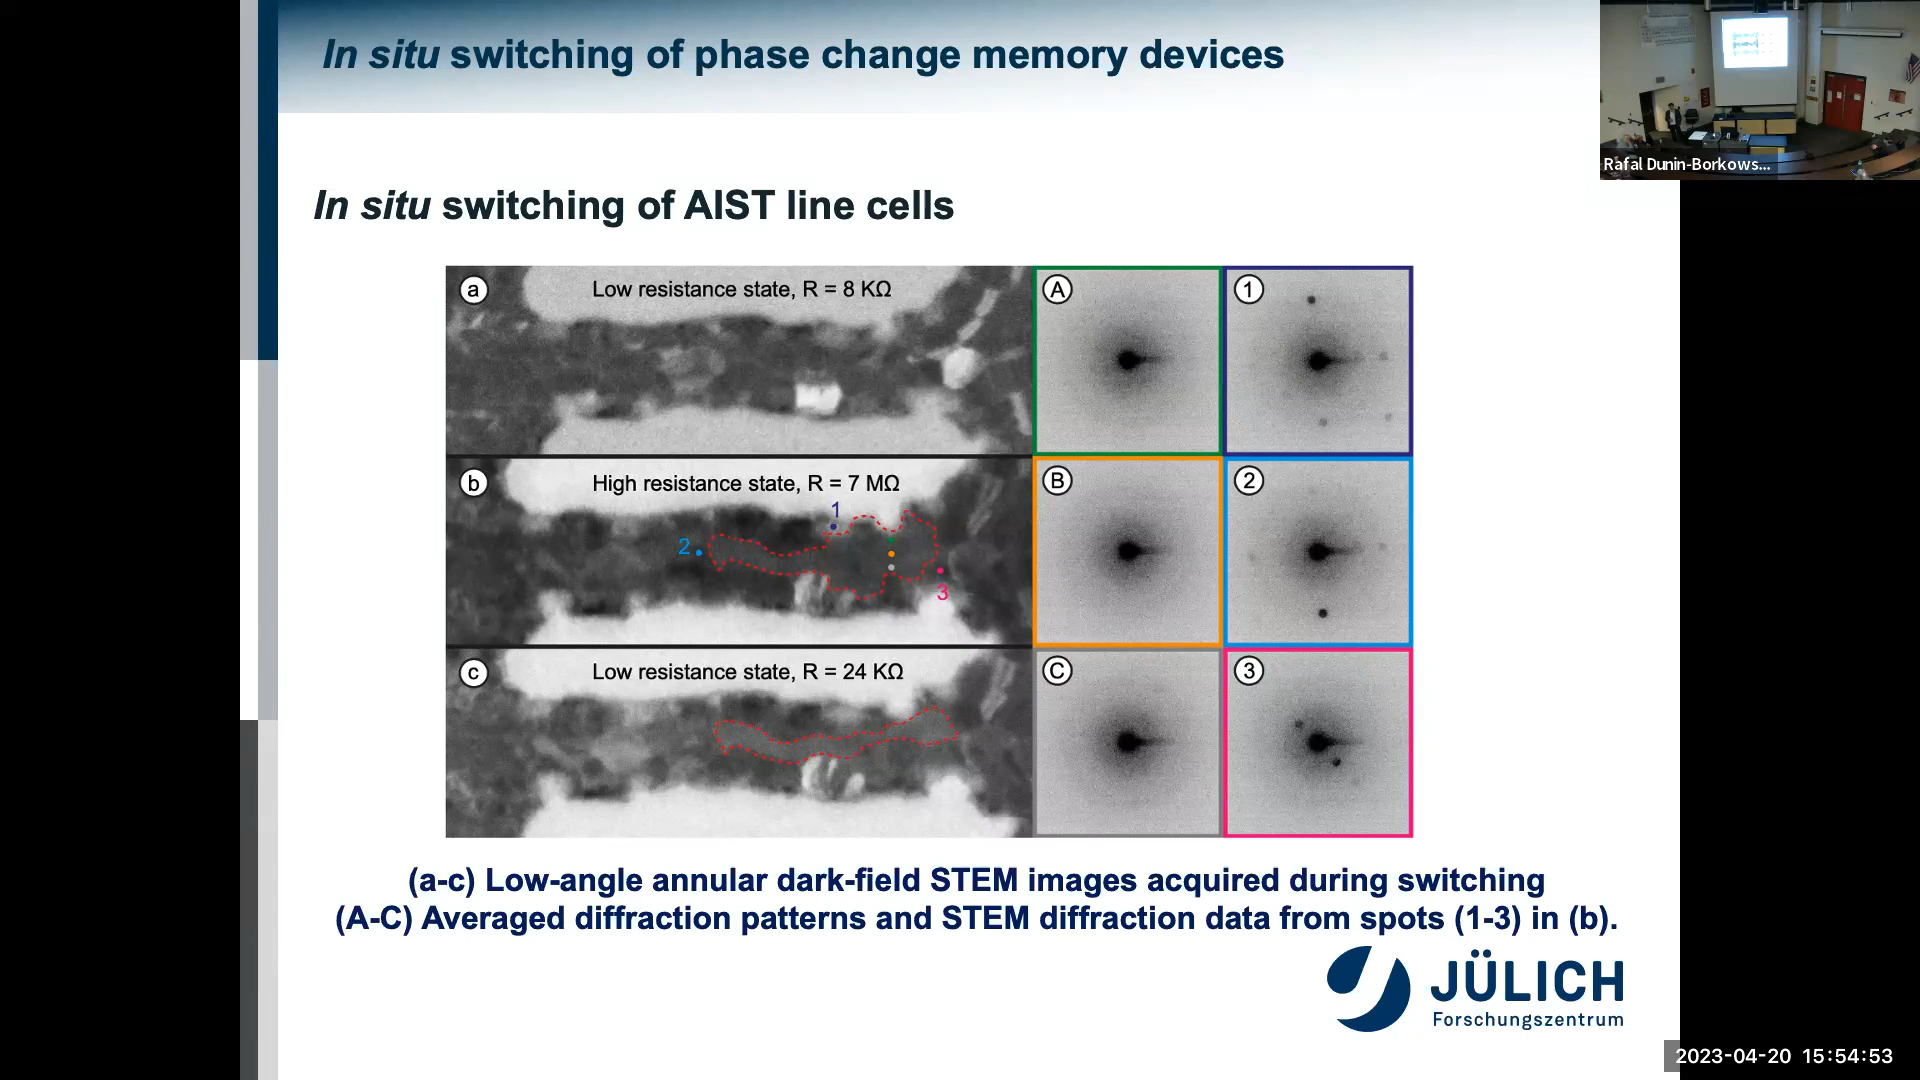 In situ switching of phase change memory devices
Rafal Dunin-Borkows...
In situ switching of AIST line cells
a
Low resistance state, R = 8 KΩ
A
1
b
High resistance state, R = 7 MΩ
1
2
3
B
2
c
Low resistance state, R = 24 KΩ
C
3
(a-c) Low-angle annular dark-field STEM images acquired during switching
(A-C) Averaged diffraction patterns and STEM diffraction data from spots (1-3) in (b).
JÜLICH
Forschungszentrum
2023-04-20 15:54:53